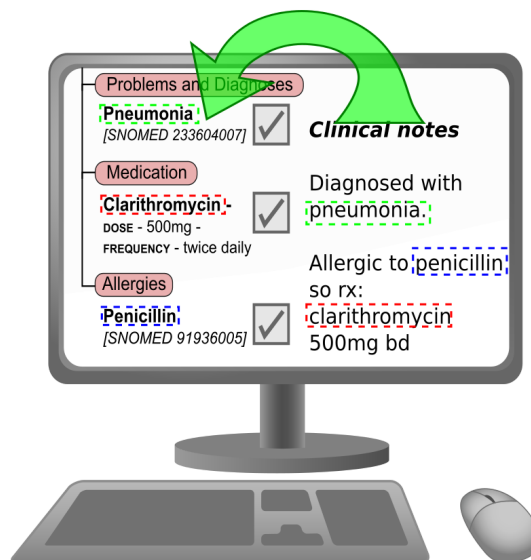 Problems and Diagnoses
Pneumonia
[SNOMED 233604007]
Medication
Clarithromycin -
DOSE - 500mg -
FREQUENCY - twice daily
Allergies
Penicillin
[SNOMED 91936005]
Clinical notes
Diagnosed with
pneumonia.
Allergic to penicillin
so rx:
clarithromycin
500mg bd